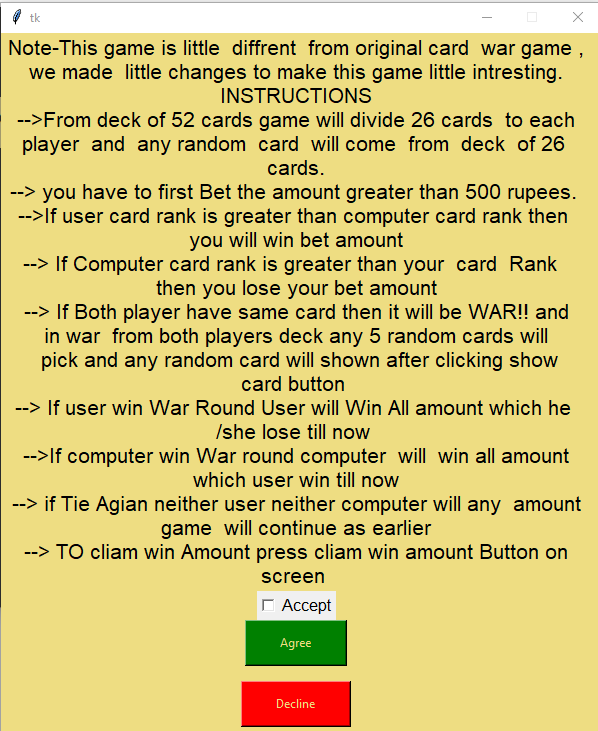 tk
Note-This game is little  diffrent  from original card  war game ,
we made  little changes to make this game little intresting.
INSTRUCTIONS
-->From deck of 52 cards game will divide 26 cards  to each
player  and  any random  card  will come  from  deck  of 26
cards.
--> you have to first Bet the amount greater than 500 rupees.
-->If user card rank is greater than computer card rank then
you will win bet amount
--> If Computer card rank is greater than your  card  Rank
then you lose your bet amount
--> If Both player have same card then it will be WAR!! and
in war  from both players deck any 5 random cards will
pick and any random card will shown after clicking show
card button
--> If user win War Round User will Win All amount which he
/she lose till now
-->If computer win War round computer  will  win all amount
which user win till now
--> if Tie Agian neither user neither computer will any  amount
game  will continue as earlier
--> TO cliam win Amount press cliam win amount Button on
screen
Accept
Agree
Decline